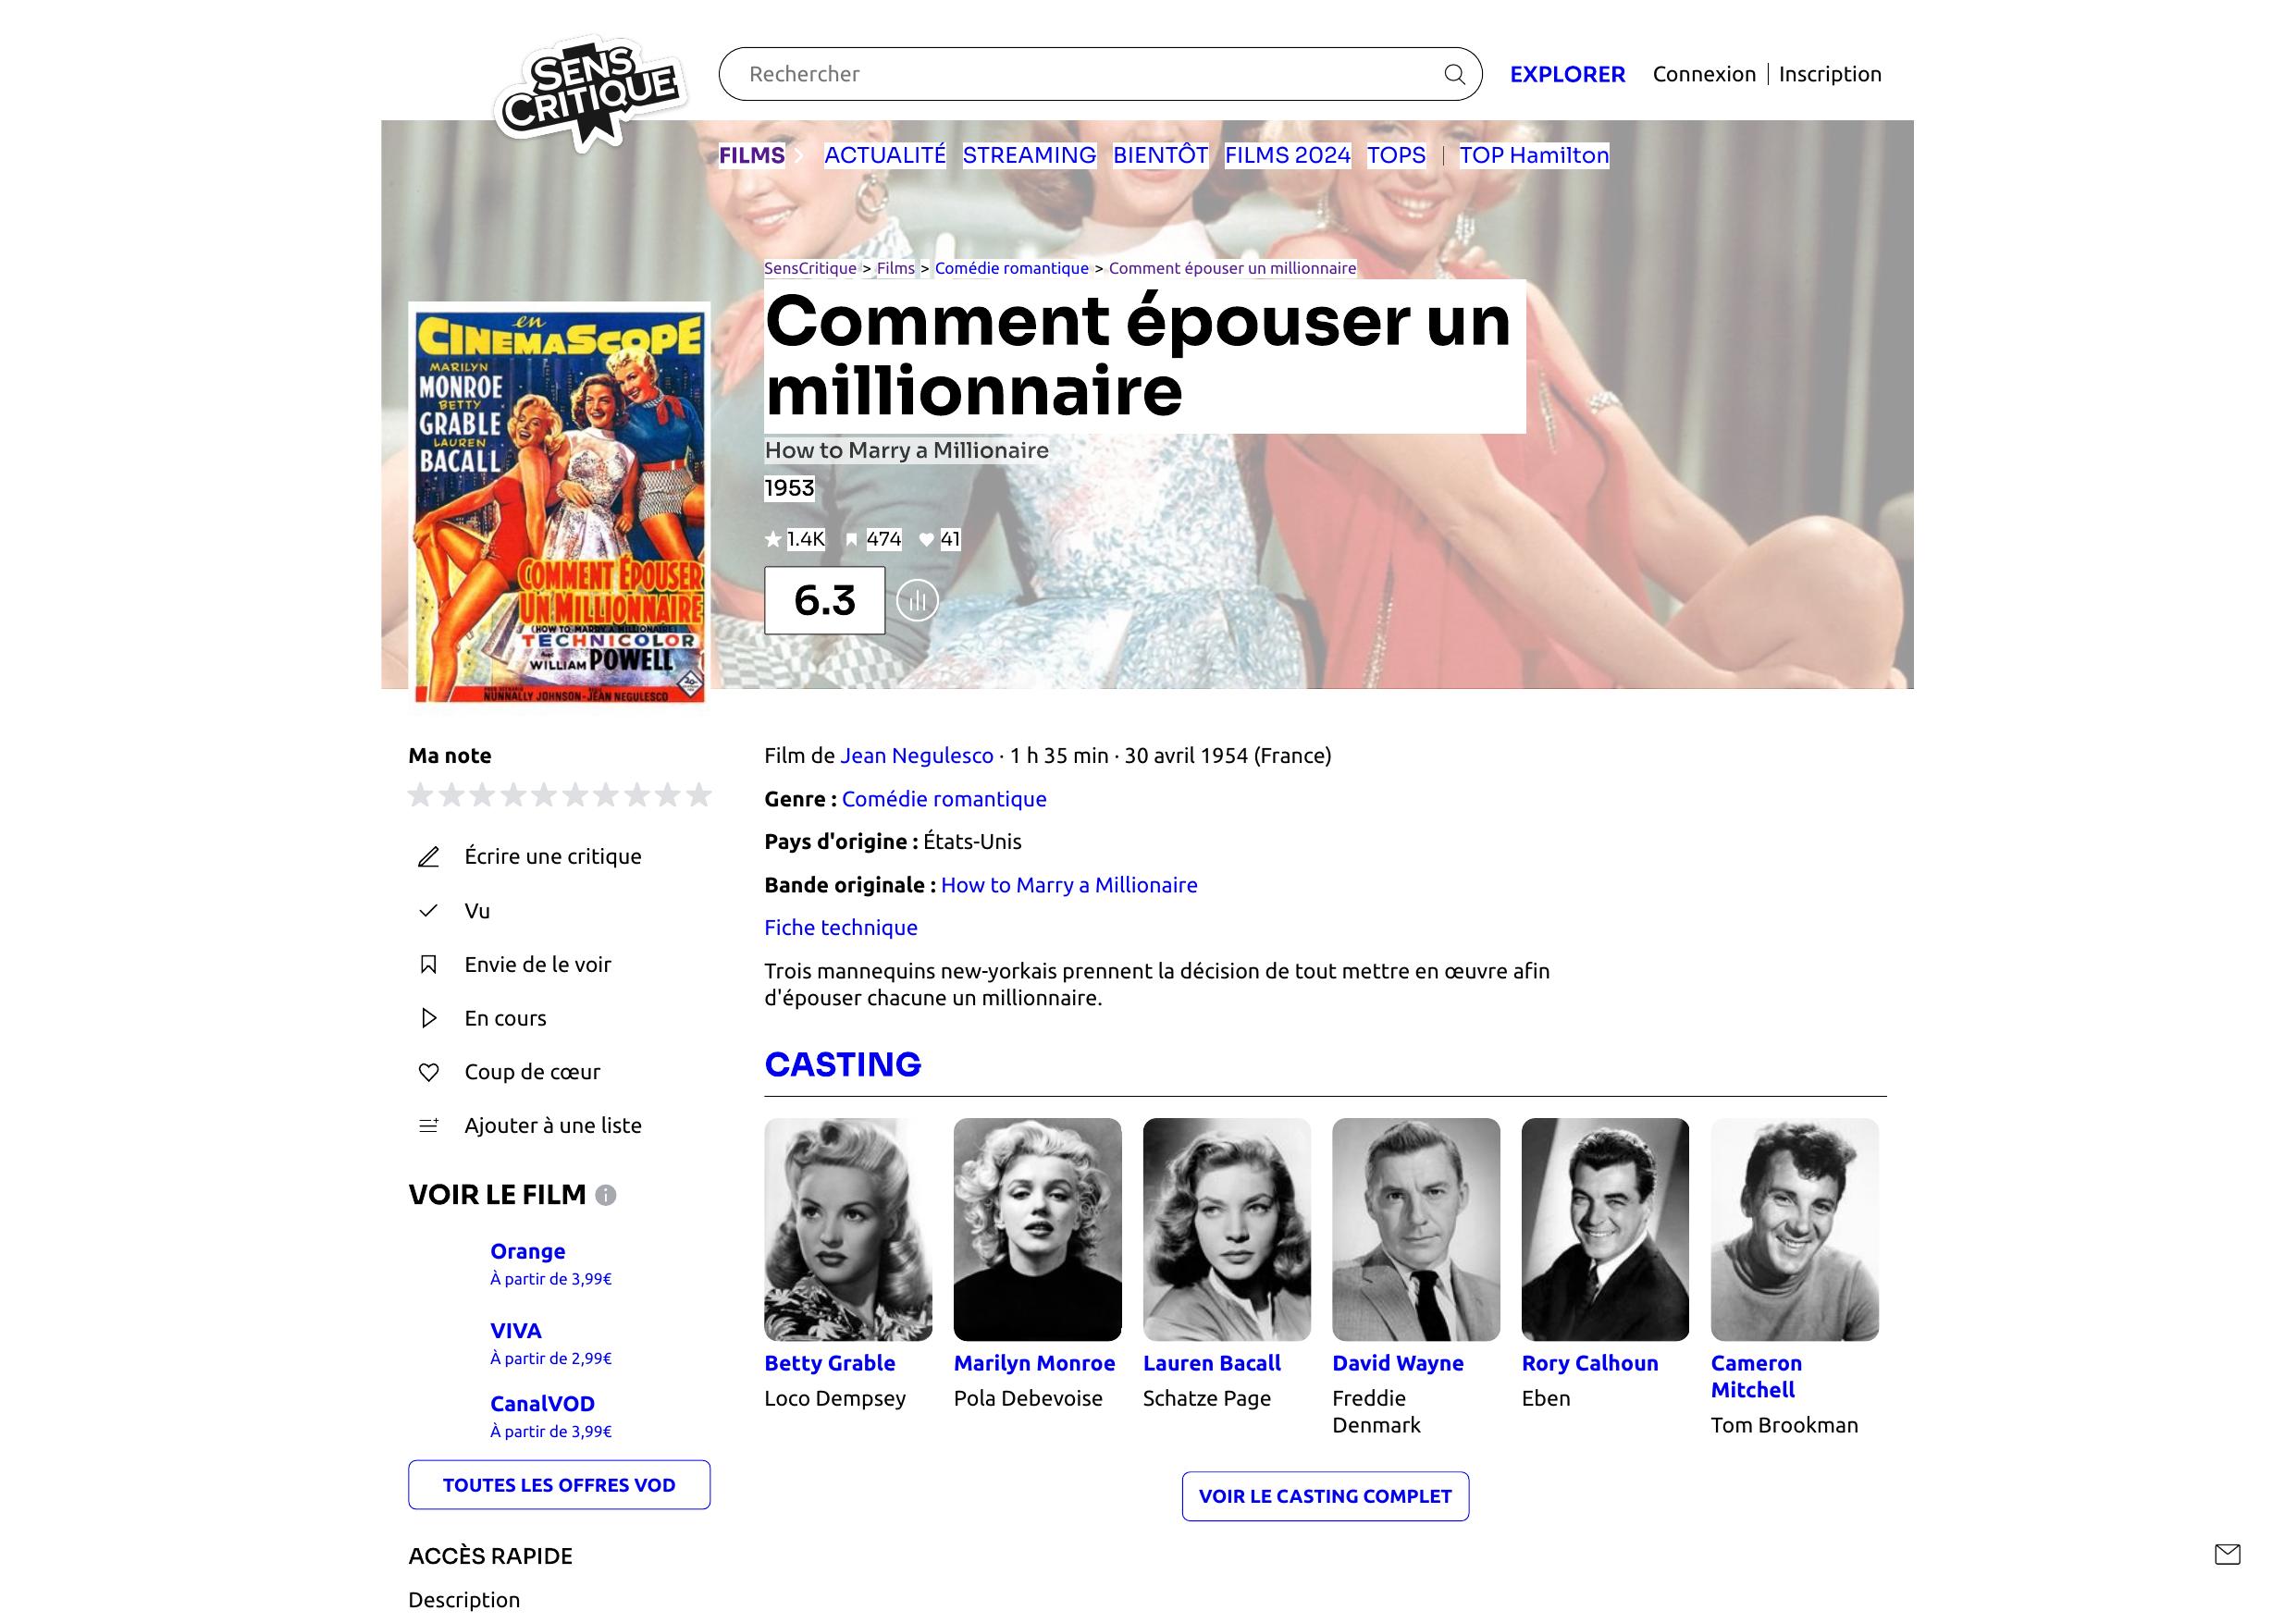 SENS
CRITIQUE
Rechercher
EXPLORER
Connexion
Inscription
FILMS
ACTUALITÉ
STREAMING
BIENTÔT
FILMS 2024
TOPS
TOP Hamilton
SensCritique > Films > Comédie romantique > Comment épouser un millionnaire
Comment épouser un
millionnaire
How to Marry a Millionaire
1953
1.4K
474
41
6.3
en
CINEMASCOPE
MARILYN
MONROE
BETTY
GRABLE
LAUREN
BACALL
COMMENT ÉPOUSER
UN MILLIONNAIRE
(HOW TO MARRY A MILLIONAIRE)
TECHNICOLOR
WILLIAM POWELL
NUNNALLY JOHNSON-JEAN NEGULESCO
Ma note
Écrire une critique
Vu
Envie de le voir
En cours
Coup de cœur
Ajouter à une liste
VOIR LE FILM
Orange
À partir de 3,99€
VIVA
À partir de 2,99€
CanalVOD
À partir de 3,99€
TOUTES LES OFFRES VOD
ACCÈS RAPIDE
Description
Film de Jean Negulesco · 1 h 35 min · 30 avril 1954 (France)
Genre : Comédie romantique
Pays d'origine : États-Unis
Bande originale : How to Marry a Millionaire
Fiche technique
Trois mannequins new-yorkais prennent la décision de tout mettre en œuvre afin
d'épouser chacune un millionnaire.
CASTING
Betty Grable
Loco Dempsey
Marilyn Monroe
Pola Debevoise
Lauren Bacall
Schatze Page
David Wayne
Freddie
Denmark
Rory Calhoun
Eben
Cameron
Mitchell
Tom Brookman
VOIR LE CASTING COMPLET